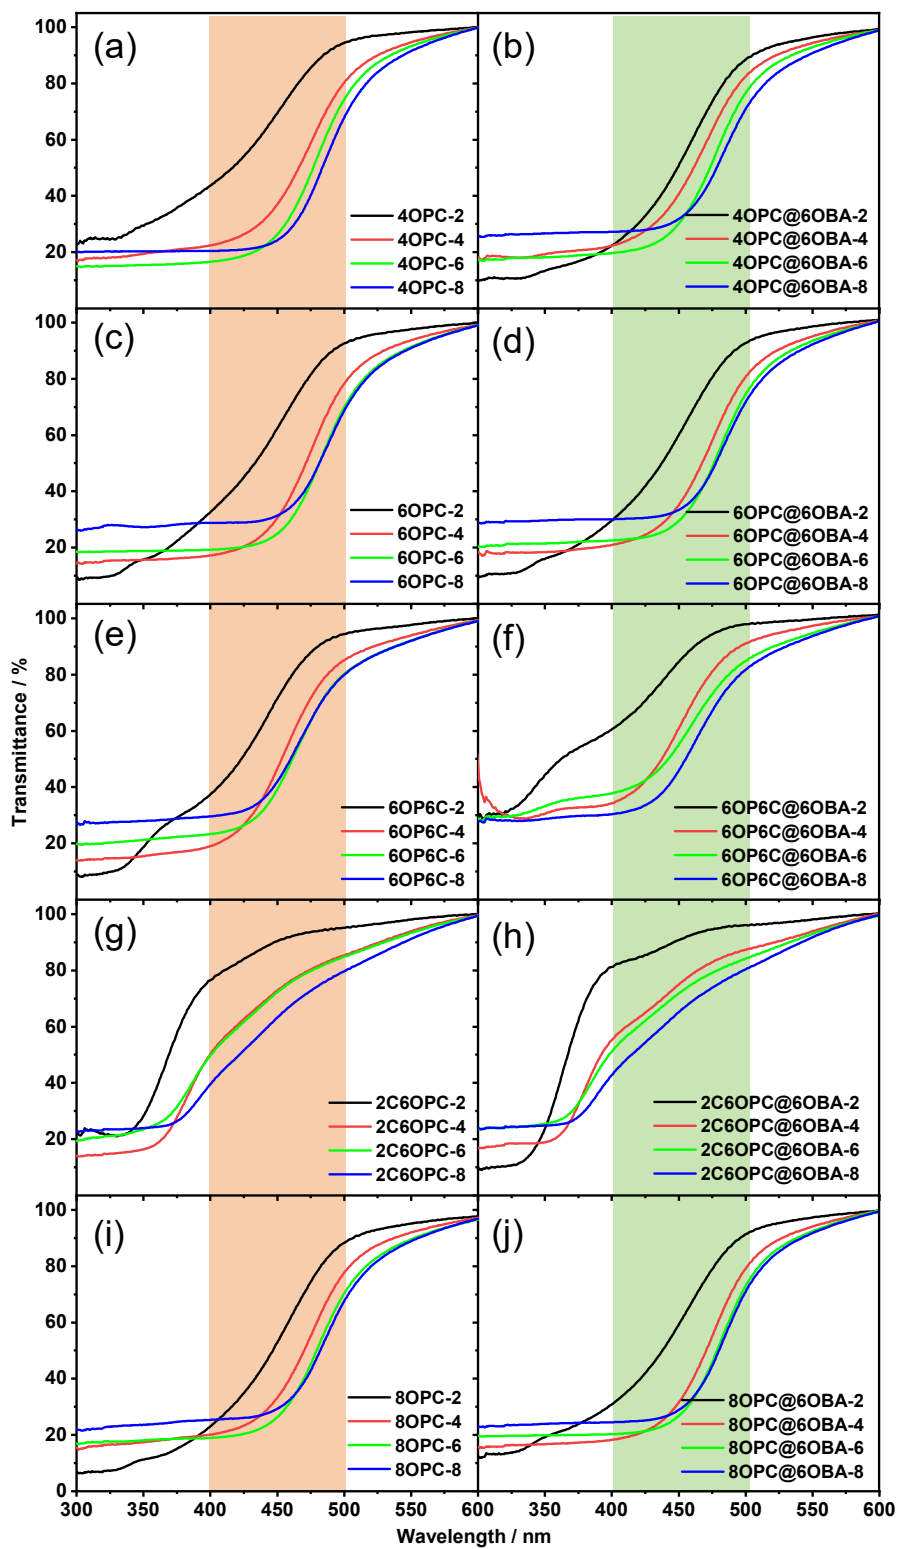 (a)
100
80
60
40
20
4OPC-2
4OPC-4
4OPC-6
4OPC-8
(b)
4OPC@6OBA-2
4OPC@6OBA-4
4OPC@6OBA-6
4OPC@6OBA-8
(c)
100
80
60
40
20
6OPC-2
6OPC-4
6OPC-6
6OPC-8
(d)
6OPC@6OBA-2
6OPC@6OBA-4
6OPC@6OBA-6
6OPC@6OBA-8
Transmittance / %
(e)
100
80
60
40
20
6OP6C-2
6OP6C-4
6OP6C-6
6OP6C-8
(f)
6OP6C@6OBA-2
6OP6C@6OBA-4
6OP6C@6OBA-6
6OP6C@6OBA-8
(g)
100
80
60
40
20
2C6OPC-2
2C6OPC-4
2C6OPC-6
2C6OPC-8
(h)
2C6OPC@6OBA-2
2C6OPC@6OBA-4
2C6OPC@6OBA-6
2C6OPC@6OBA-8
(i)
100
80
60
40
20
0
8OPC-2
8OPC-4
8OPC-6
8OPC-8
(j)
8OPC@6OBA-2
8OPC@6OBA-4
8OPC@6OBA-6
8OPC@6OBA-8
300 350 400 450 500 550 600 350 400 450 500 550 600
Wavelength / nm